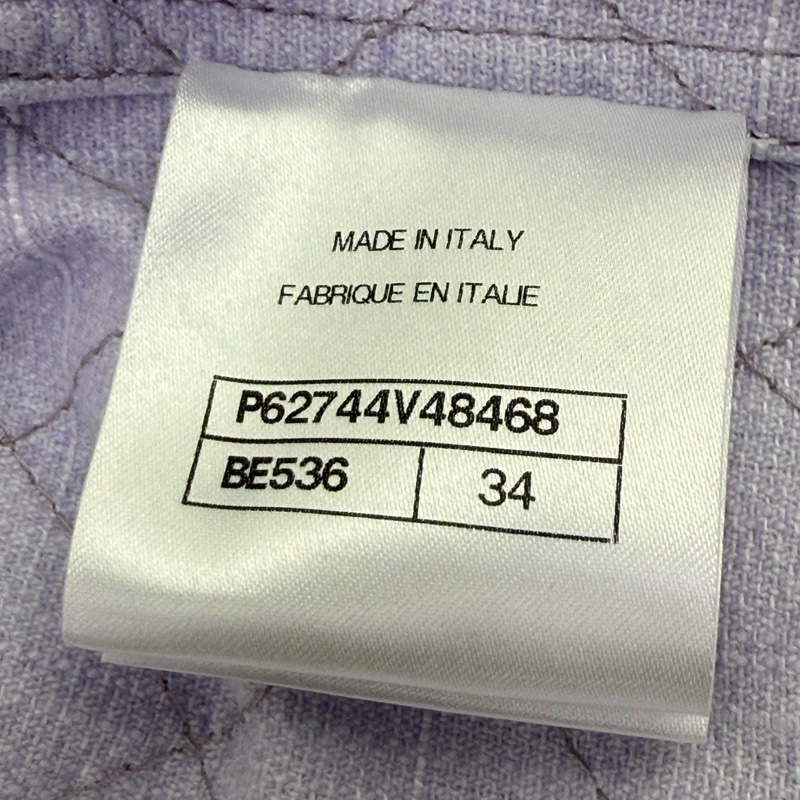 MADE IN ITALY
FABRIQUE EN ITALIE
P62744V48468
BE536 34